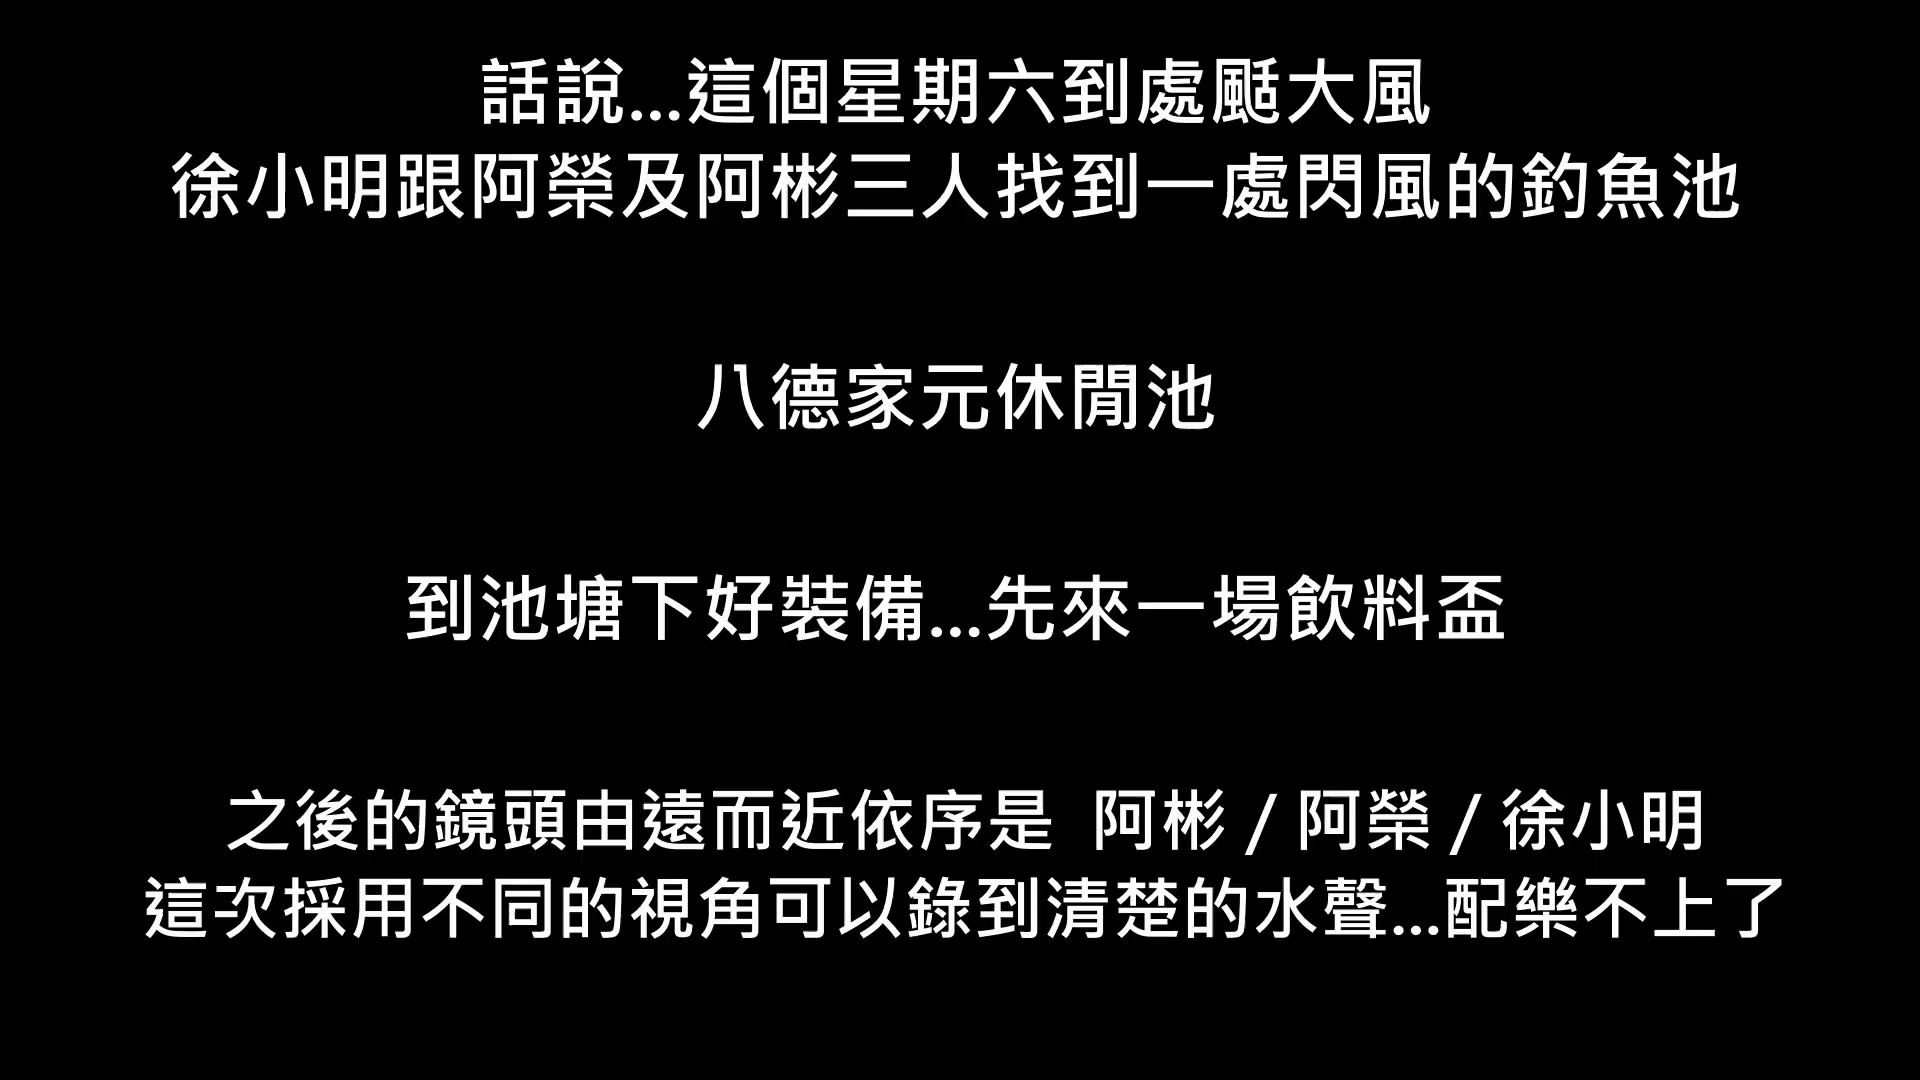 話說...這個星期六到處颳大風
徐小明跟阿榮及阿彬三人找到一處閃風的釣魚池
八德家元休閒池
到池塘下好裝備...先來一場飲料盃
之後的鏡頭由遠而近依序是 阿彬 / 阿榮 / 徐小明
這次採用不同的視角可以錄到清楚的水聲...配樂不上了